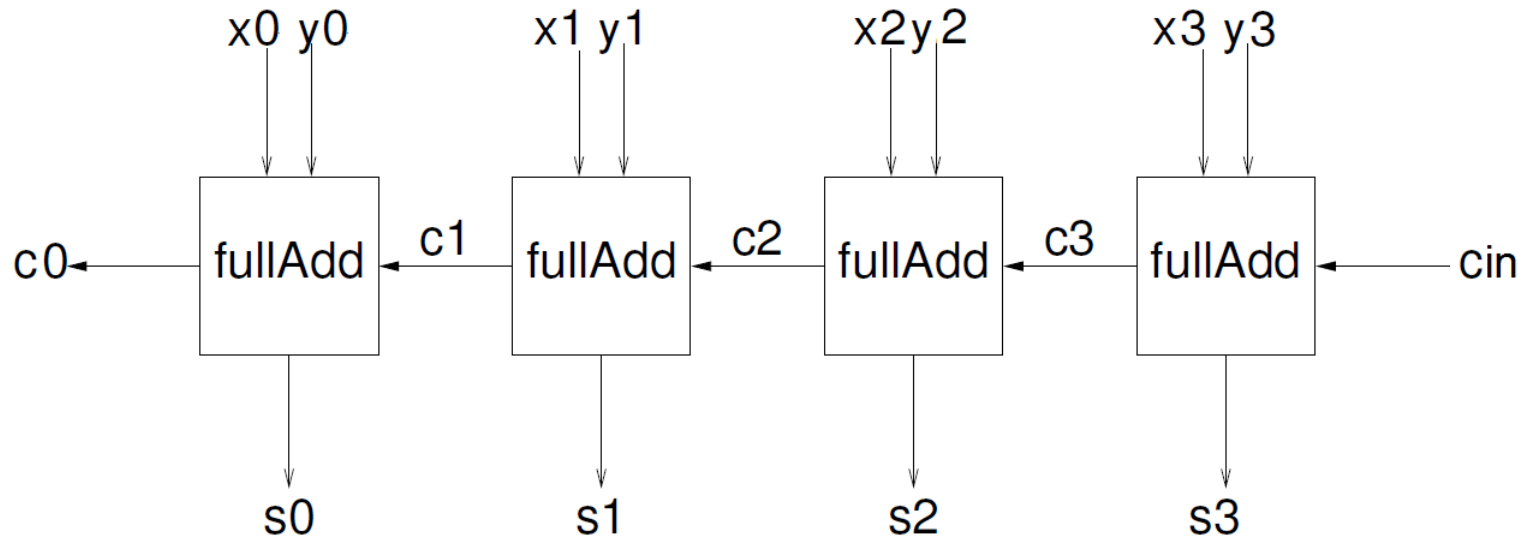 x0 y0 x1 y1 x2 y2 x3 y3
c0 fullAdd c1 fullAdd c2 fullAdd c3 fullAdd cin
s0 s1 s2 s3